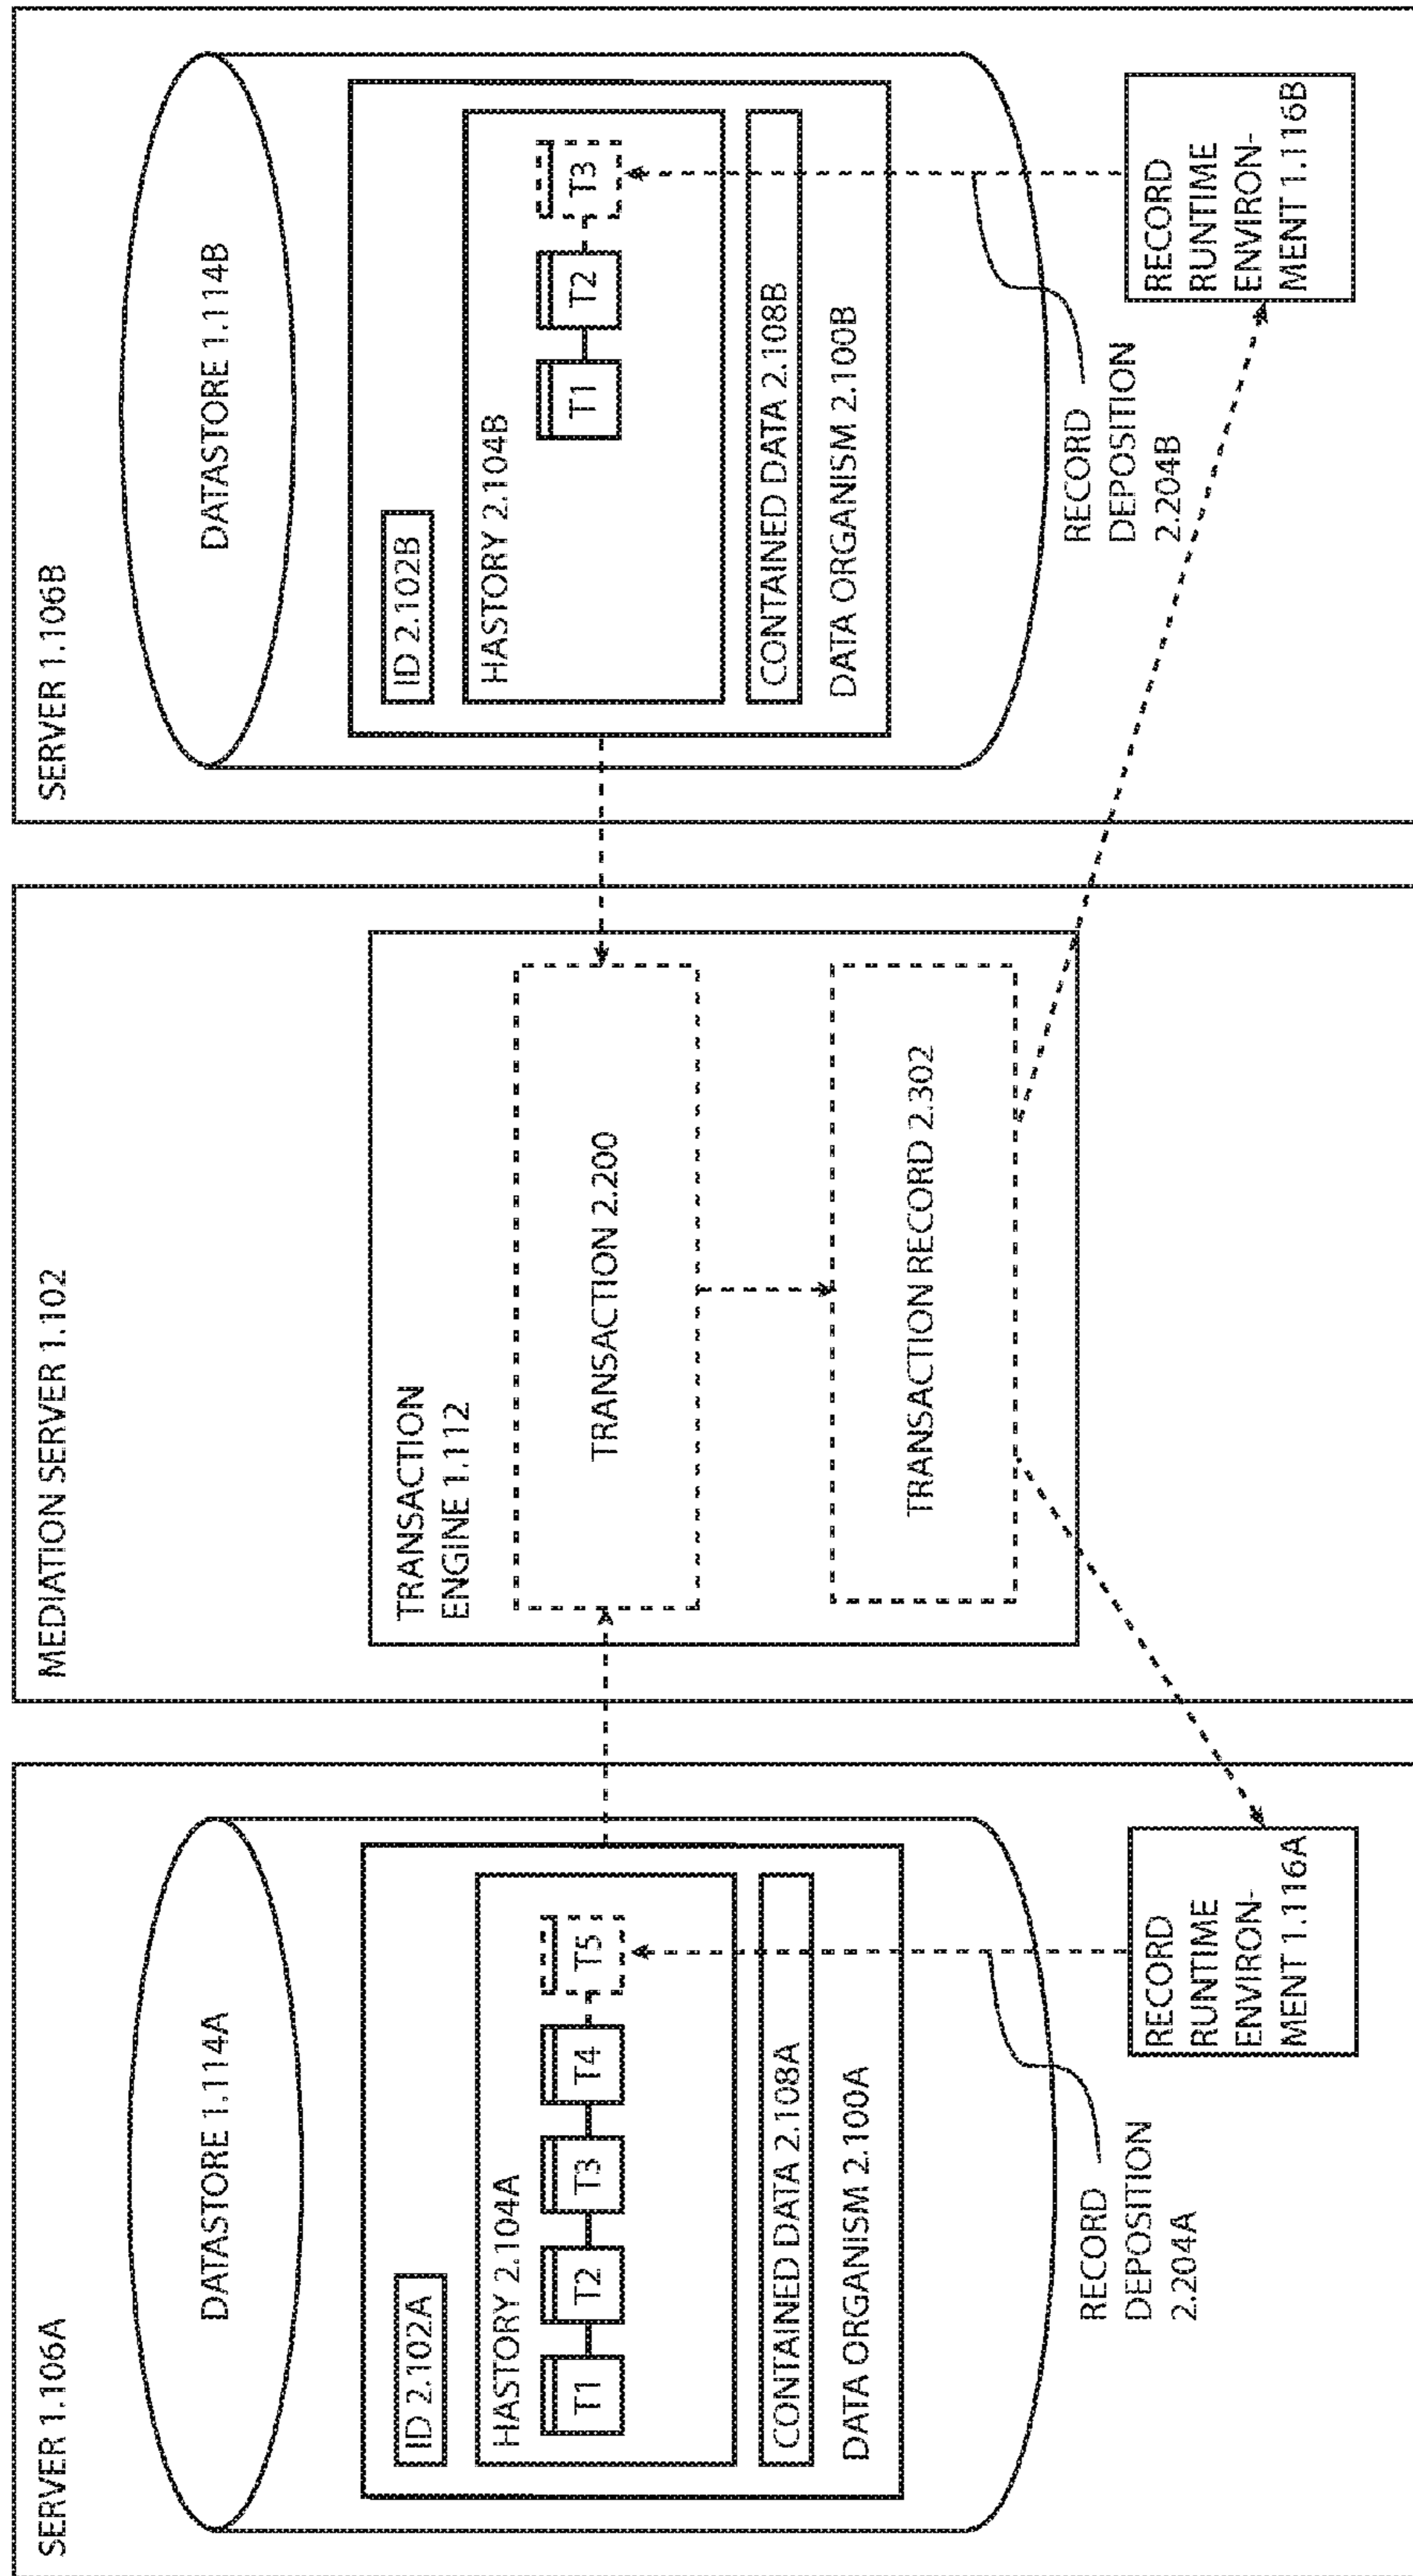 SERVER 1.106A
DATASTORE 1.114A
ID 2.102A
HASTORY 2.104A
T1
T2
T3
T4
T5
CONTAINED DATA 2.108A
DATA ORGANISM 2.100A
RECORD
DEPOSITION
2.204A
RECORD
RUNTIME
ENVIRON-
MENT 1.116A
MEDIATION SERVER 1.102
TRANSACTION
ENGINE 1.112
TRANSACTION 2.200
TRANSACTION RECORD 2.302
SERVER 1.106B
DATASTORE 1.114B
ID 2.102B
HASTORY 2.104B
T1
T2
T3
CONTAINED DATA 2.108B
DATA ORGANISM 2.100B
RECORD
DEPOSITION
2.204B
RECORD
RUNTIME
ENVIRON-
MENT 1.116B